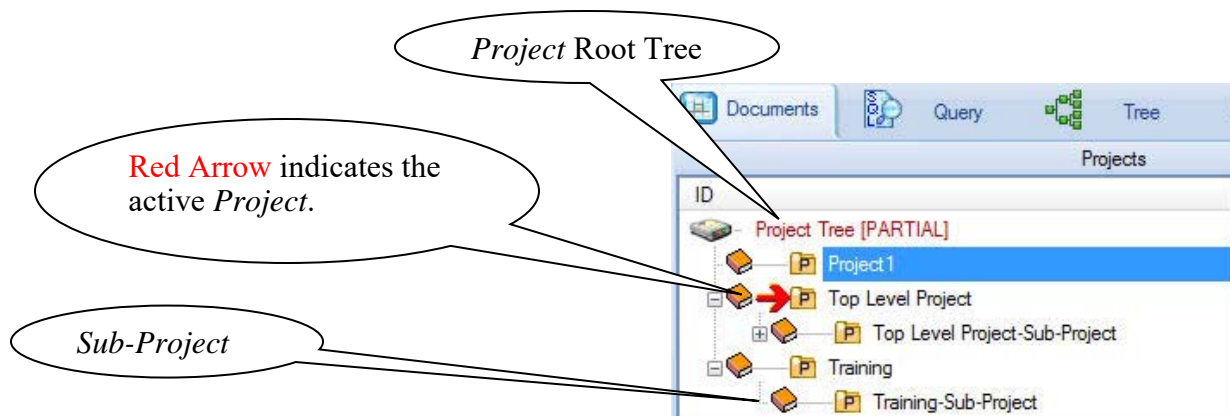 Project Root Tree
Red Arrow indicates the
active Project.
Sub-Project
Documents
SQL
Query
Tree
Projects
ID
Project Tree [PARTIAL]
P Project1
P Top Level Project
P Top Level Project-Sub-Project
P Training
P Training-Sub-Project